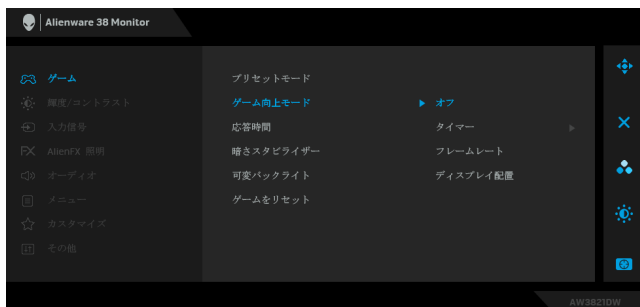 Alienware 38 Monitor
ゲーム
輝度/コントラスト
入力信号
AlienFX 照明
オーディオ
メニュー
カスタマイズ
その他
プリセットモード
ゲーム向上モード
応答時間
暗さスタビライザー
可変バックライト
ゲームをリセット
オフ
タイマー
フレームレート
ディスプレイ配置
AW3821DW